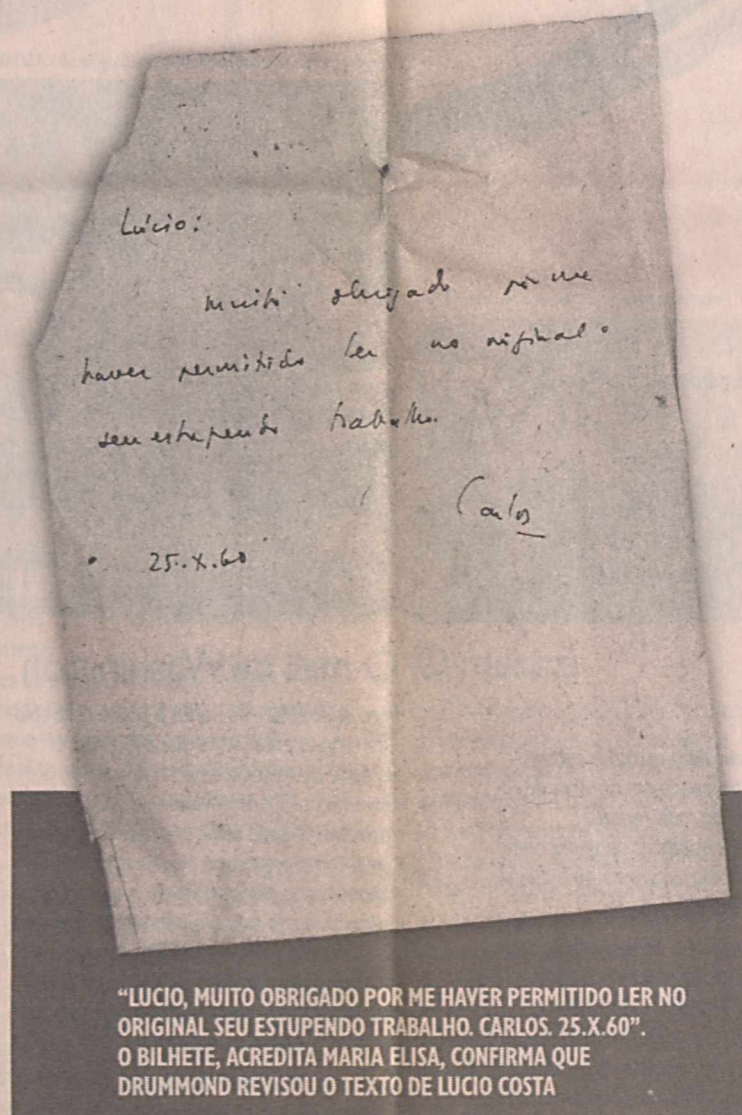 Lúcio:
muito obrigado por me
haver permitido ler no original
seu estupendo trabalho.
Carlos
25.X.60
“LUCIO, MUITO OBRIGADO POR ME HAVER PERMITIDO LER NO
ORIGINAL SEU ESTUPENDO TRABALHO. CARLOS. 25.X.60”.
O BILHETE, ACREDITA MARIA ELISA, CONFIRMA QUE
DRUMMOND REVISOU O TEXTO DE LUCIO COSTA